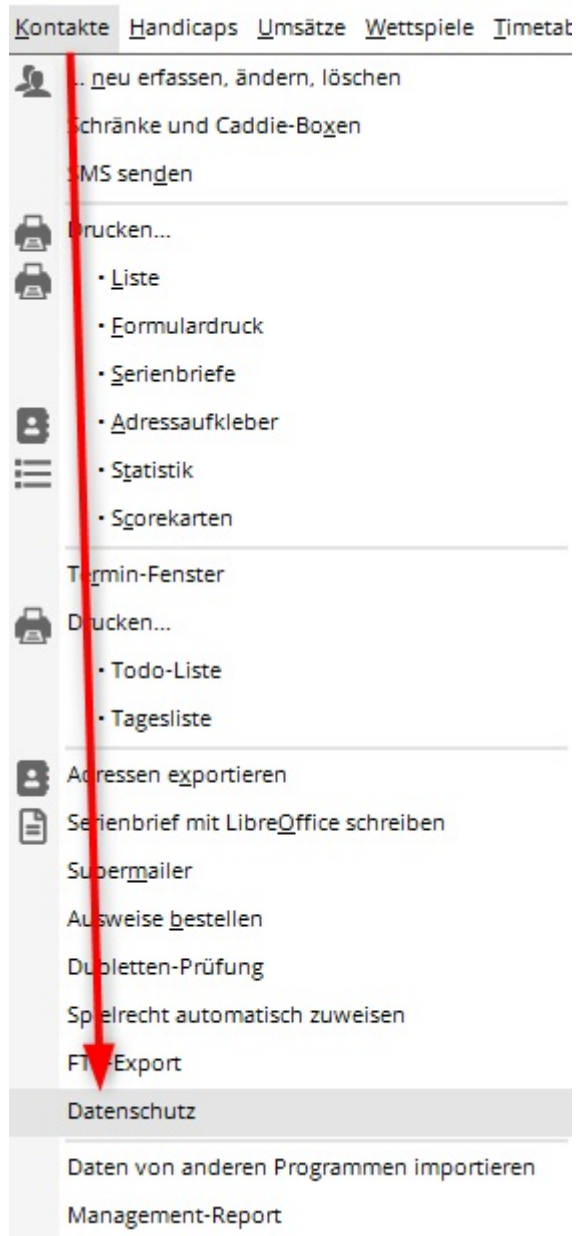 Kontakte Handicaps Umsätze Wettspiele Timetab
... neu erfassen, ändern, löschen
Schränke und Caddie-Boxen
SMS senden
Drucken...
• Liste
• Formulardruck
• Serienbriefe
• Adressaufkleber
• Statistik
• Scorekarten
Termin-Fenster
Drucken...
• Todo-Liste
• Tagesliste
Adressen exportieren
Serienbrief mit LibreOffice schreiben
Supermailer
Ausweise bestellen
Dubletten-Prüfung
Spielrecht automatisch zuweisen
FTP-Export
Datenschutz
Daten von anderen Programmen importieren
Management-Report